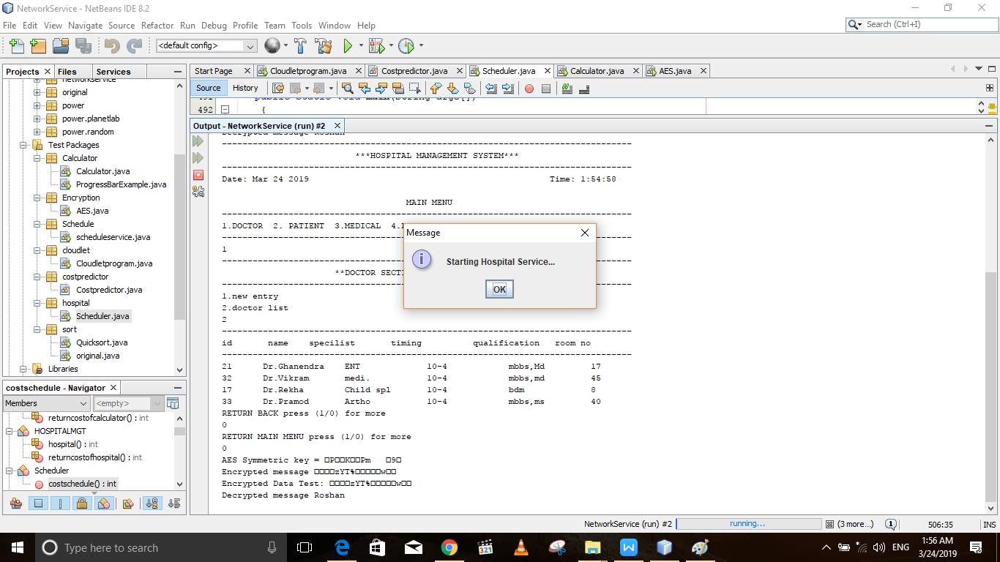 NetworkService - NetBeans IDE 8.2
File Edit View Navigate Source Refactor Run Debug Profile Team Tools Window Help
Search (Ctrl+I)
<default config>
Projects Files Services
networkservice
original
power
power.planetlab
power.random
Test Packages
Calculator
Calculator.java
ProgressBarExample.java
Encryption
AES.java
Schedule
scheduleservice.java
cloudlet
Cloudletprogram.java
costpredictor
Costpredictor.java
hospital
Scheduler.java
sort
Quicksort.java
original.java
Libraries
costschedule - Navigator
Members <empty>
returncostofcalculator() : int
HOSPITALMGT
hospital() : int
returncostofhospital() : int
Scheduler
costschedule() : int
Start Page Cloudletprogram.java Costpredictor.java Scheduler.java Calculator.java AES.java
Source History
491 public static void main(String args[])
492 {
Output - NetworkService (run) #2
Decrypted message Roshan
--------------------------------------------------------------------------------
***HOSPITAL MANAGEMENT SYSTEM***
--------------------------------------------------------------------------------
Date: Mar 24 2019 Time: 1:54:58
MAIN MENU
--------------------------------------------------------------------------------
1.DOCTOR 2. PATIENT 3.MEDICAL 4.
--------------------------------------------------------------------------------
1
--------------------------------------------------------------------------------
**DOCTOR SECTI
--------------------------------------------------------------------------------
1.new entry
2.doctor list
2
--------------------------------------------------------------------------------
id name specilist timing qualification room no
--------------------------------------------------------------------------------
21 Dr.Ghanendra ENT 10-4 mbbs,Md 17
32 Dr.Vikram medi. 10-4 mbbs,md 45
17 Dr.Rekha Child spl 10-4 bdm 8
33 Dr.Pramod Artho 10-4 mbbs,ms 40
RETURN BACK press (1/0) for more
0
RETURN MAIN MENU press (1/0) for more
0
AES Symmetric key = □P□□K□□Pm □9□
Encrypted message □□□□zYT%□□□□□w□□
Encrypted Data Test: □□□□zYT%□□□□□w□□
Decrypted message Roshan
Message
Starting Hospital Service...
OK
NetworkService (run) #2 running... (3 more...) 1 506:35 INS
Type here to search
321
ENG
1:56 AM
3/24/2019